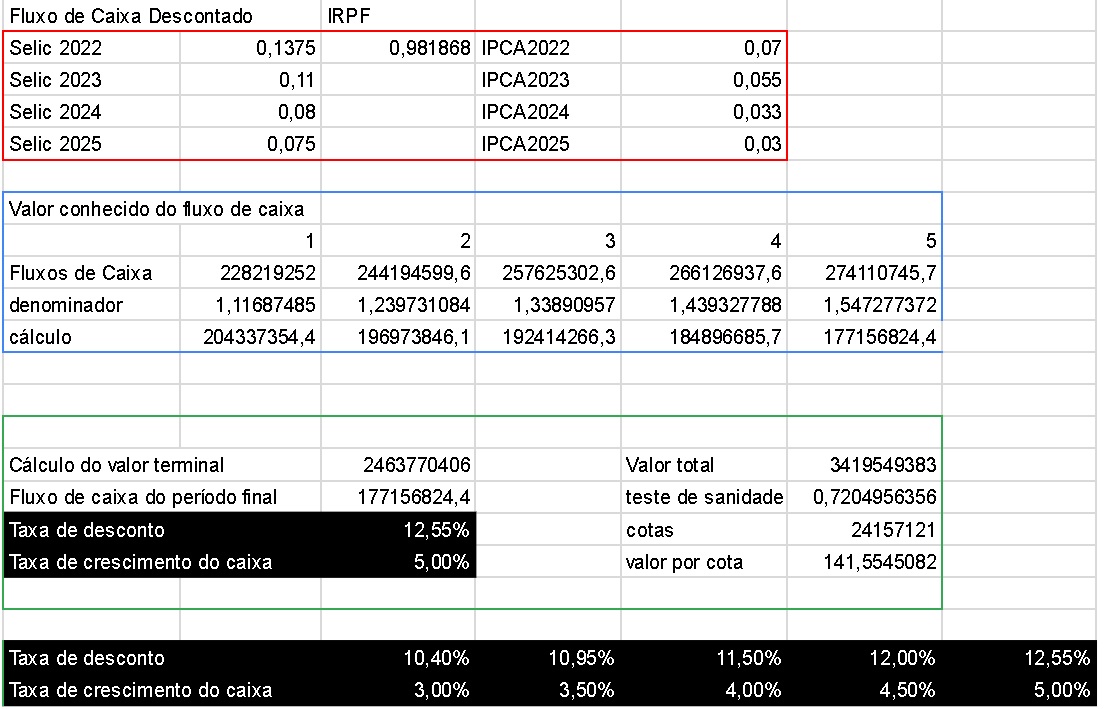 Fluxo de Caixa Descontado IRPF
Selic 2022 0,1375 0,981868 IPCA2022 0,07
Selic 2023 0,11 IPCA2023 0,055
Selic 2024 0,08 IPCA2024 0,033
Selic 2025 0,075 IPCA2025 0,03
Valor conhecido do fluxo de caixa
1 2 3 4 5
Fluxos de Caixa 228219252 244194599,6 257625302,6 266126937,6 274110745,7
denominador 1,11687485 1,239731084 1,33890957 1,439327788 1,547277372
cálculo 204337354,4 196973846,1 192414266,3 184896685,7 177156824,4
Cálculo do valor terminal 2463770406 Valor total 3419549383
Fluxo de caixa do período final 177156824,4 teste de sanidade 0,7204956356
Taxa de desconto 12,55% cotas 24157121
Taxa de crescimento do caixa 5,00% valor por cota 141,5545082
Taxa de desconto 10,40% 10,95% 11,50% 12,00% 12,55%
Taxa de crescimento do caixa 3,00% 3,50% 4,00% 4,50% 5,00%